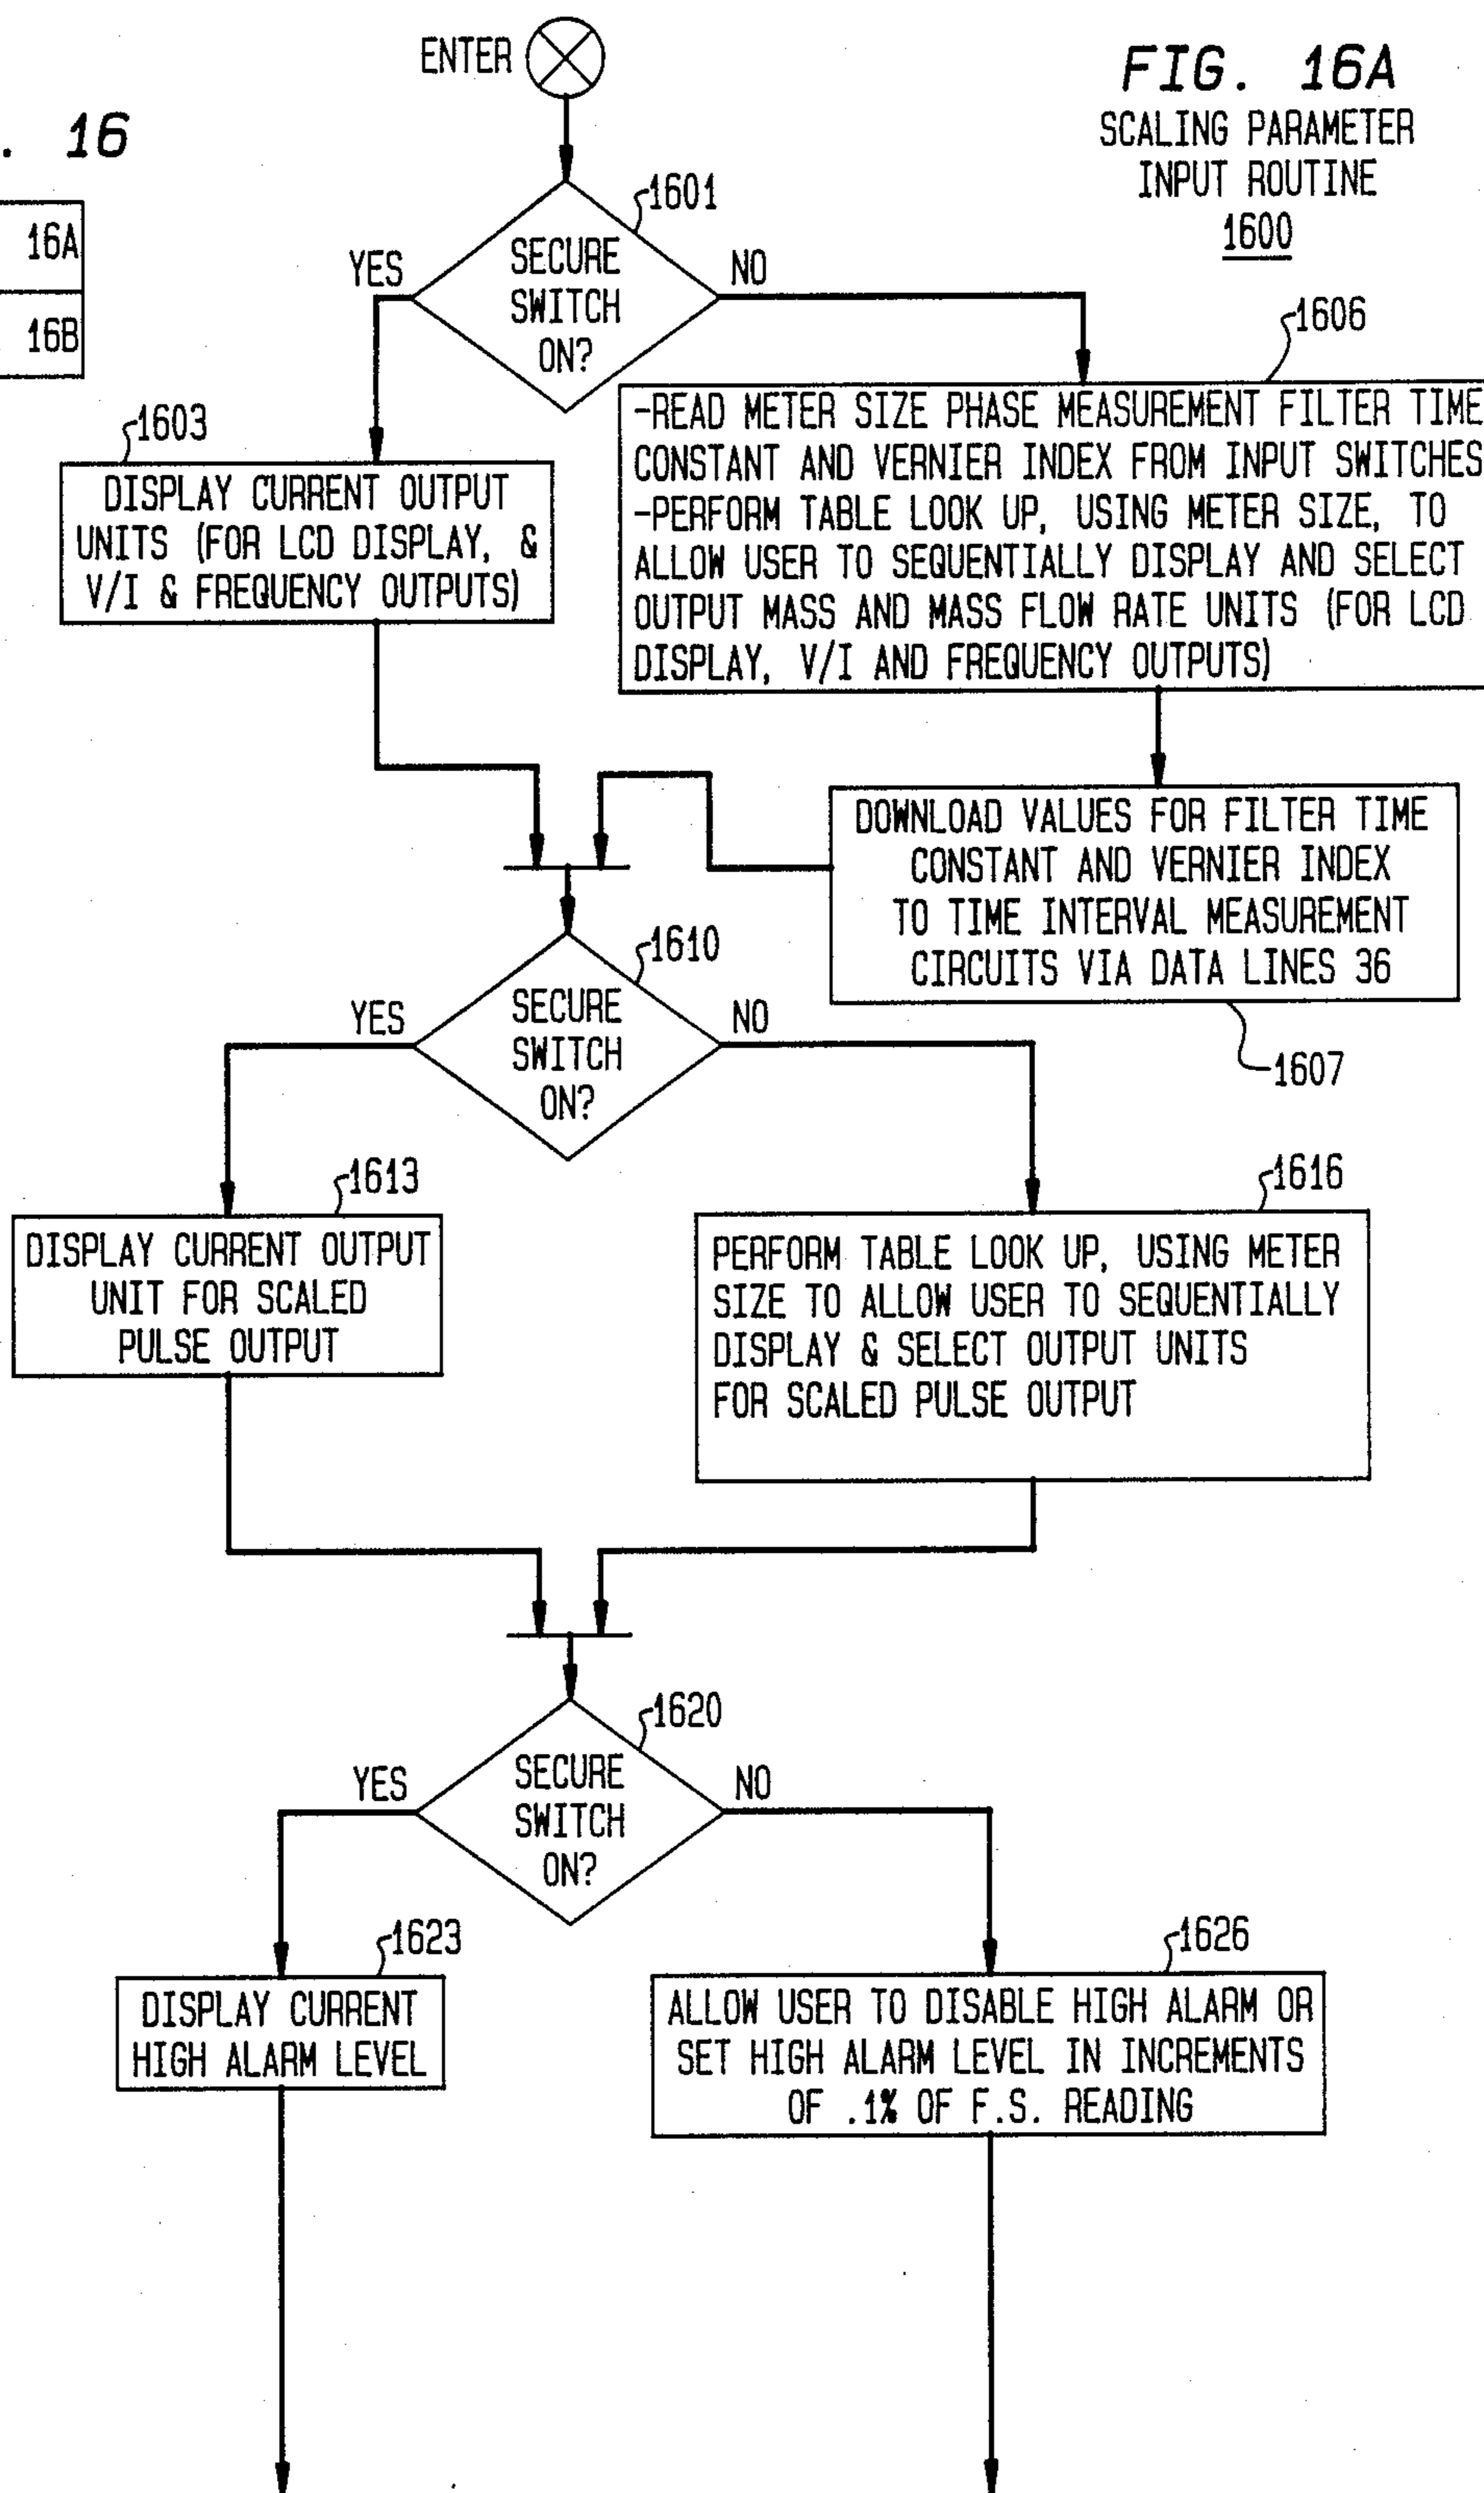 ENTER
FIG. 16A
SCALING PARAMETER
INPUT ROUTINE
1600
. 16
16A
16B
1601
SECURE
SWITCH
ON?
YES
NO
1603
DISPLAY CURRENT OUTPUT
UNITS (FOR LCD DISPLAY, &
V/I & FREQUENCY OUTPUTS)
1606
-READ METER SIZE PHASE MEASUREMENT FILTER TIME
CONSTANT AND VERNIER INDEX FROM INPUT SWITCHES
-PERFORM TABLE LOOK UP, USING METER SIZE, TO
ALLOW USER TO SEQUENTIALLY DISPLAY AND SELECT
OUTPUT MASS AND MASS FLOW RATE UNITS (FOR LCD
DISPLAY, V/I AND FREQUENCY OUTPUTS)
DOWNLOAD VALUES FOR FILTER TIME
CONSTANT AND VERNIER INDEX
TO TIME INTERVAL MEASUREMENT
CIRCUITS VIA DATA LINES 36
1607
1610
SECURE
SWITCH
ON?
YES
NO
1613
DISPLAY CURRENT OUTPUT
UNIT FOR SCALED
PULSE OUTPUT
1616
PERFORM TABLE LOOK UP, USING METER
SIZE TO ALLOW USER TO SEQUENTIALLY
DISPLAY & SELECT OUTPUT UNITS
FOR SCALED PULSE OUTPUT
1620
SECURE
SWITCH
ON?
YES
NO
1623
DISPLAY CURRENT
HIGH ALARM LEVEL
1626
ALLOW USER TO DISABLE HIGH ALARM OR
SET HIGH ALARM LEVEL IN INCREMENTS
OF .1% OF F.S. READING